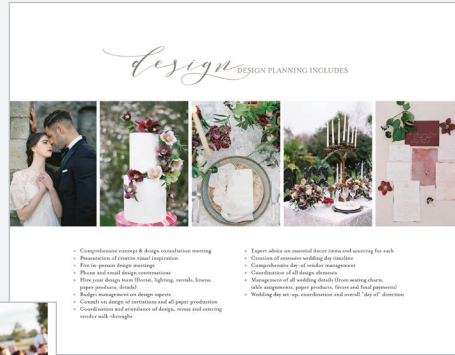 design DESIGN PLANNING INCLUDES
Comprehensive concept & design consultation meeting
Presentation of creative visual inspiration
Five in-person design meetings
Phone and email design conversations
Hire your design team (florist, lighting, rentals, linens,
paper products, details)
Budget management on design aspects
Consult on design of invitations and all paper production
Coordination and attendance of design, venue and catering
vendor walk-throughs
Expert advice on essential decor items and sourcing for each
Creation of extensive wedding day timeline
Comprehensive day-of vendor management
Coordination of all design elements
Management of all wedding details (from seating charts,
table assignments, paper products, favors and final payments)
Wedding day set-up, coordination and overall "day of" direction